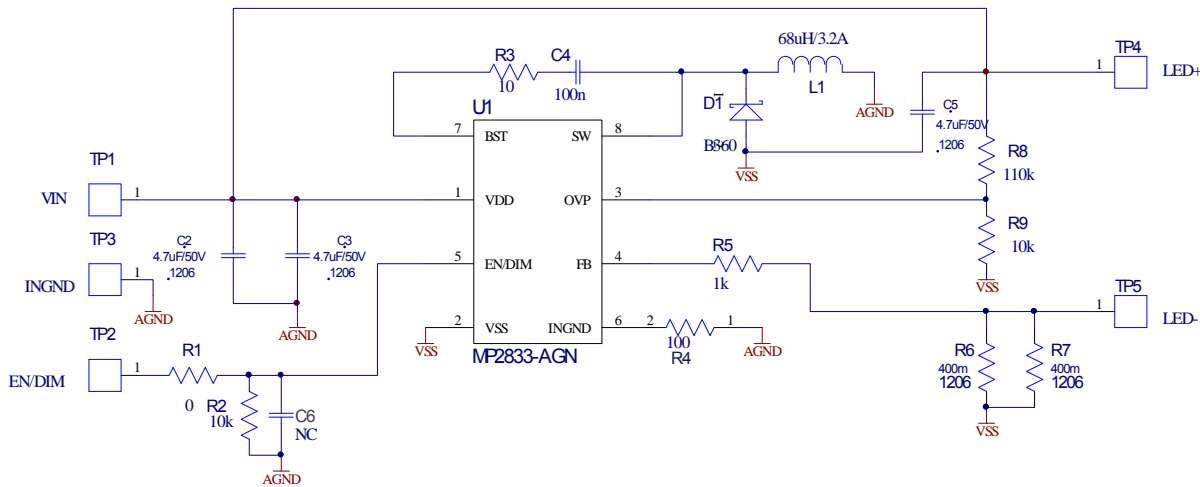 68uH/3.2A
TP4
R3
C4
1
LED+
10
100n
L1
AGND
U1
D1
C5
4.7uF/50V
1206
7
BST
SW
8
B860
VSS
R8
110k
TP1
VIN
1
1
VDD
OVP
3
TP3
C2
4.7uF/50V
1206
C3
4.7uF/50V
1206
R9
10k
INGND
1
5
EN/DIM
FB
4
R5
1k
VSS
AGND
TP5
1
LED-
TP2
AGND
VSS
2
VSS
INGND
6
2
1
100
R4
AGND
MP2833-AGN
R6
400m
1206
R7
400m
1206
EN/DIM
1
R1
0
R2
10k
C6
NC
VSS
AGND